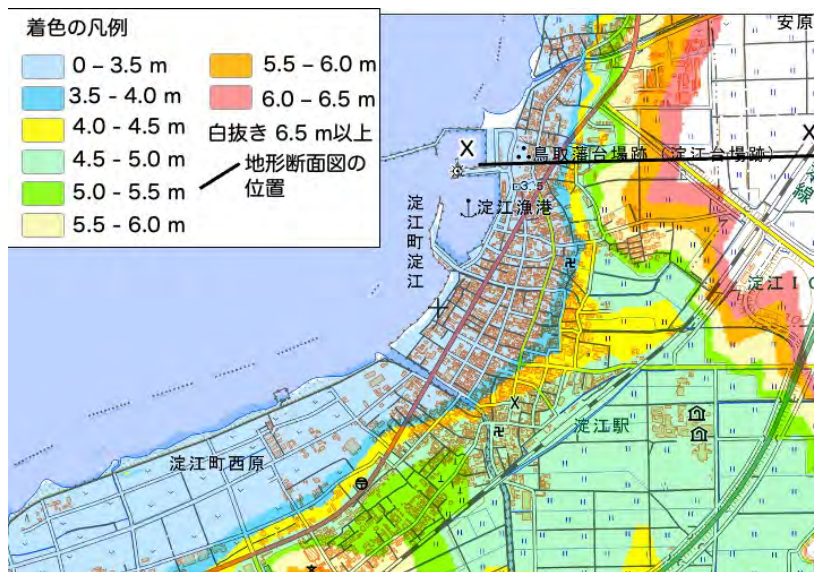 着色の凡例
0 – 3.5 m
3.5 - 4.0 m
4.0 - 4.5 m
4.5 - 5.0 m
5.0 - 5.5 m
5.5 - 6.0 m
5.5 - 6.0 m
6.0 – 6.5 m
白抜き 6.5 m以上
地形断面図の
位置
安原
X
X
鳥取藩台場跡（淀江台場跡）
3.5
線
淀江漁港
淀江町淀江
淀江IC
淀江駅
淀江町西原